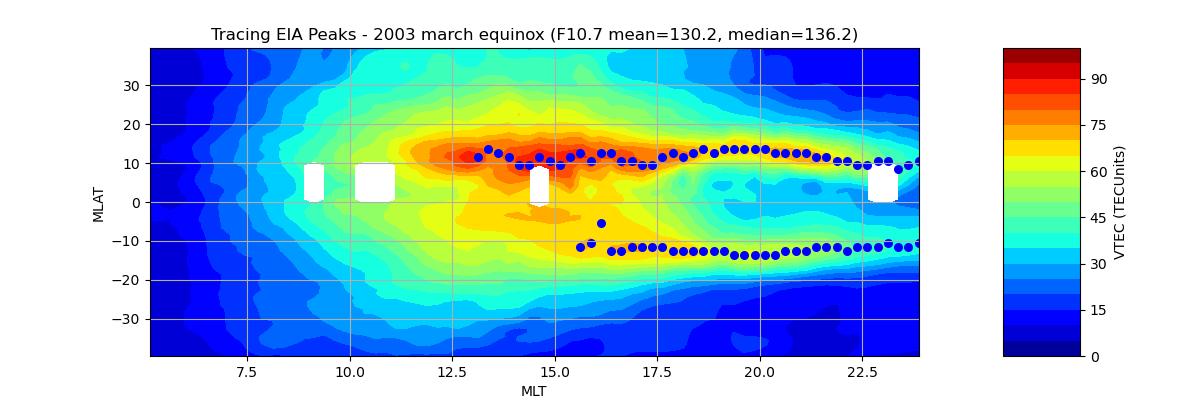 Tracing EIA Peaks - 2003 march equinox (F10.7 mean=130.2, median=136.2)
30
20
10
0
−10
−20
−30
MLAT
7.5 10.0 12.5 15.0 17.5 20.0 22.5
MLT
90
75
60
45
30
15
0
VTEC (TECUnits)